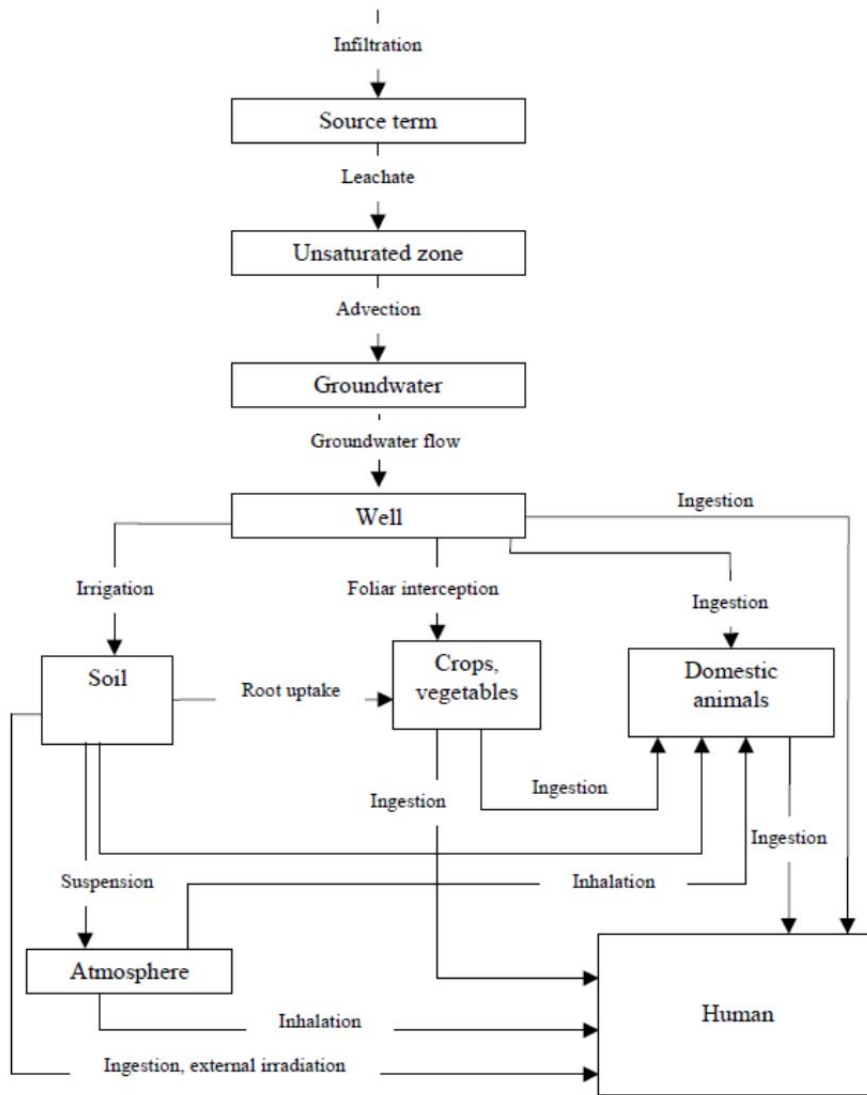 Infiltration
Source term
Leachate
Unsaturated zone
Advection
Groundwater
Groundwater flow
Well
Ingestion
Irrigation
Foliar interception
Ingestion
Soil
Root uptake
Crops,
vegetables
Domestic
animals
Ingestion
Ingestion
Ingestion
Suspension
Inhalation
Atmosphere
Human
Inhalation
Ingestion, external irradiation